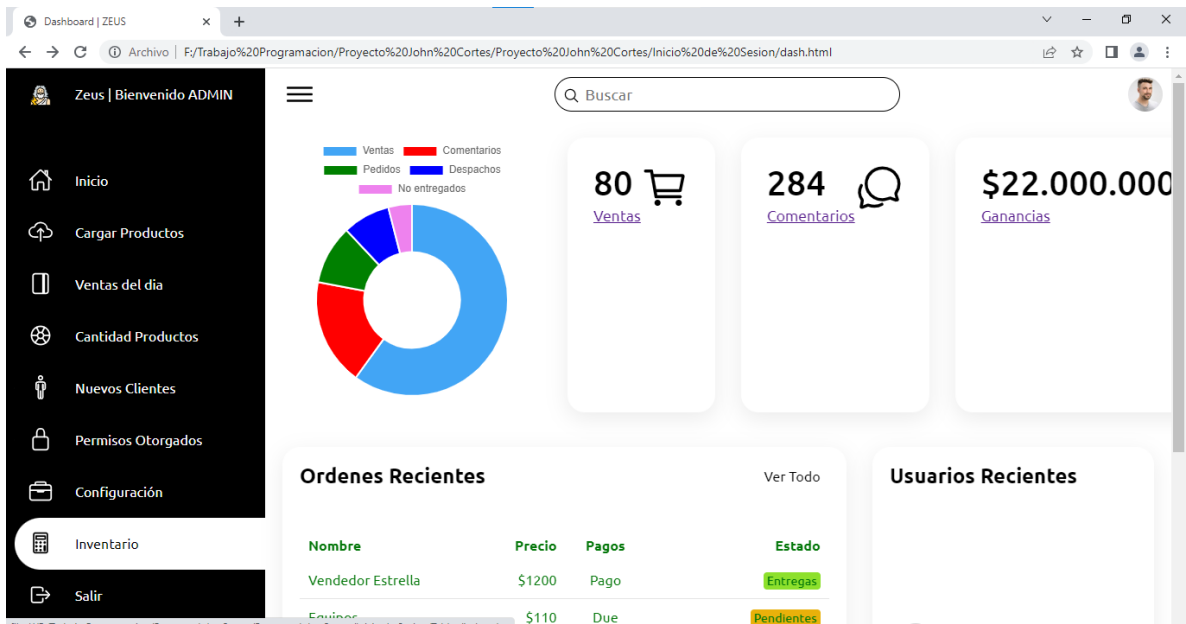 Dashboard | ZEUS
Archivo | F:/Trabajo%20Programacion/Proyecto%20John%20Cortes/Proyecto%20John%20Cortes/Inicio%20de%20Sesion/dash.html
Zeus | Bienvenido ADMIN
Buscar
Inicio
Cargar Productos
Ventas del dia
Cantidad Productos
Nuevos Clientes
Permisos Otorgados
Configuración
Inventario
Salir
Ventas Comentarios
Pedidos Despachos
No entregados
80
Ventas
284
Comentarios
$22.000.000
Ganancias
Ordenes Recientes Ver Todo
Nombre Precio Pagos Estado
Vendedor Estrella $1200 Pago Entregas
Equipos $110 Due Pendientes
Usuarios Recientes